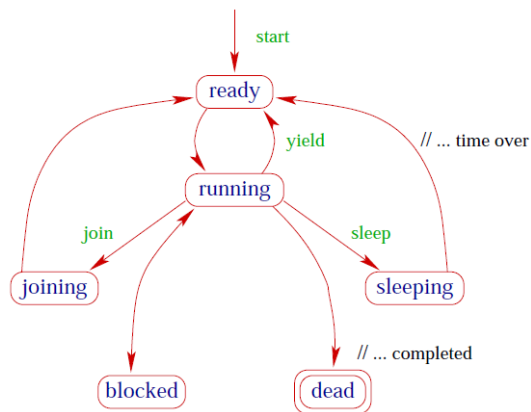 start
ready
yield
// ... time over
running
join
sleep
joining
sleeping
// ... completed
blocked
dead